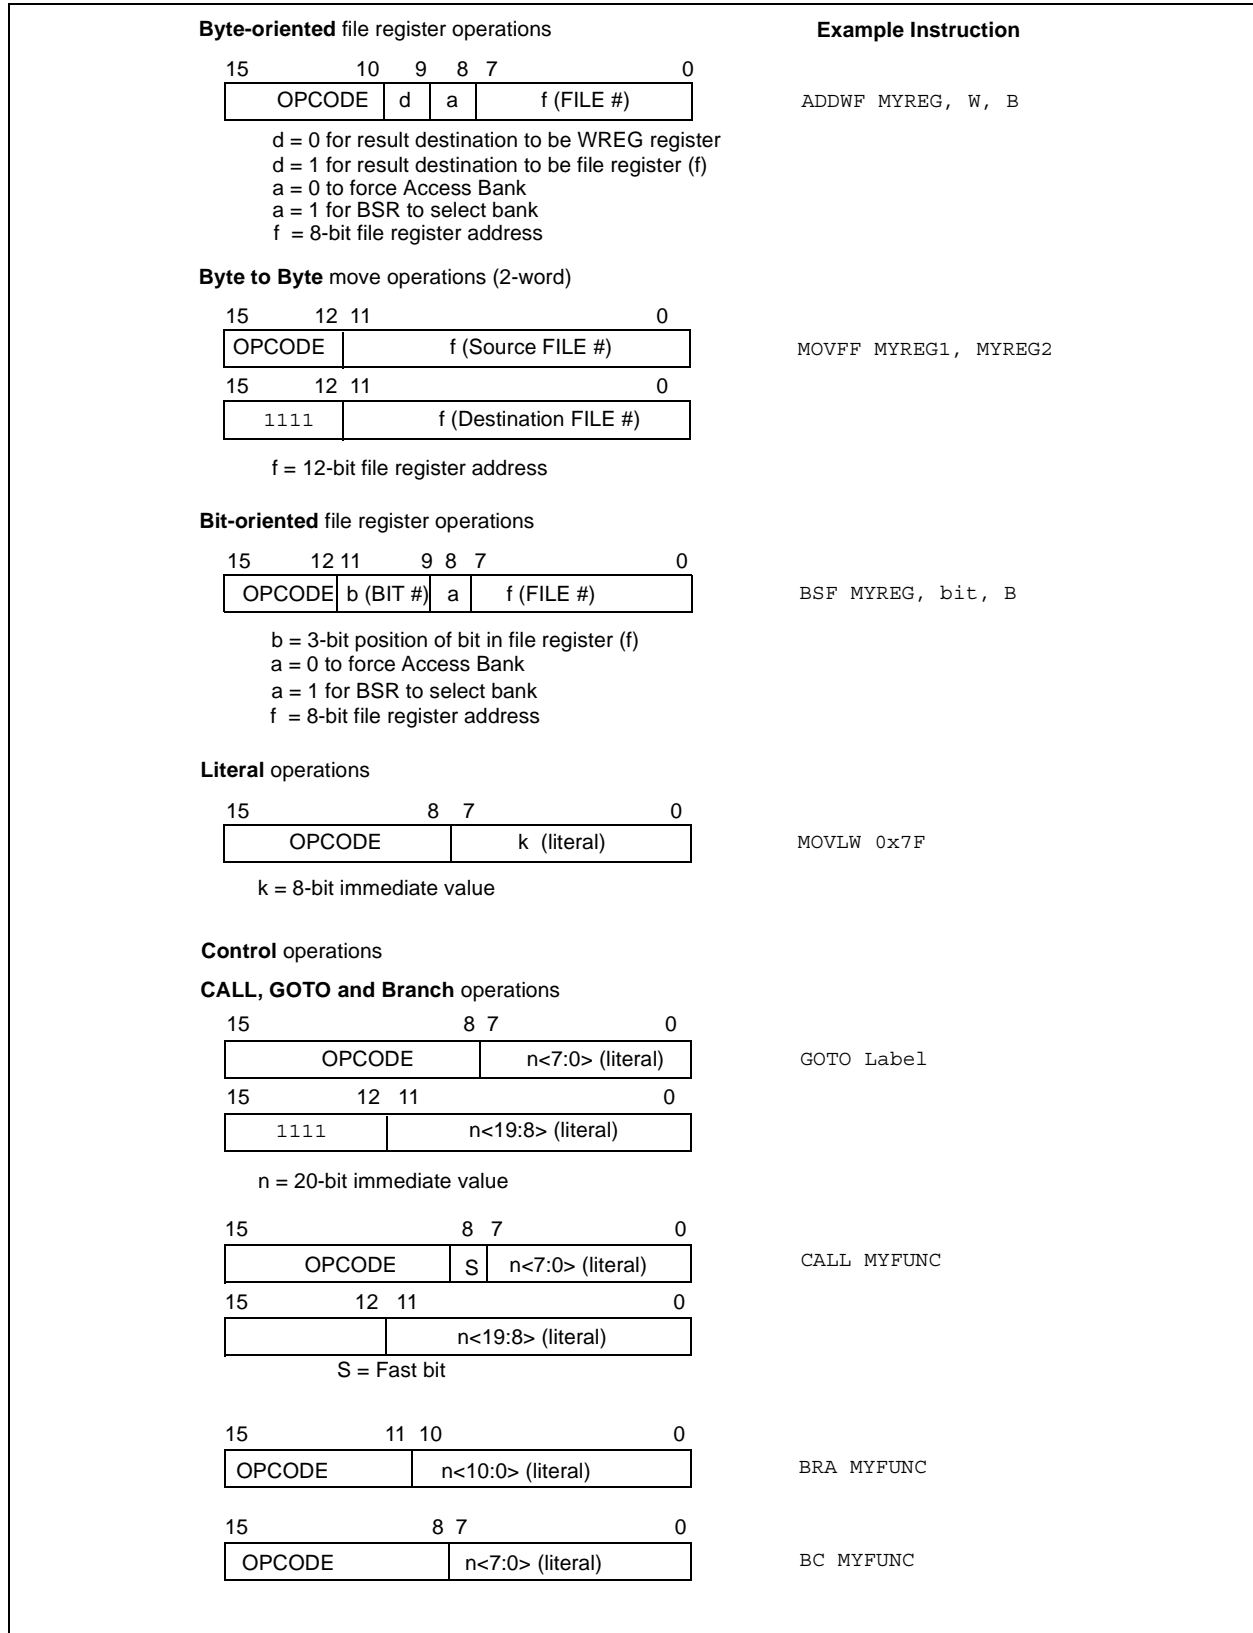 Byte-oriented file register operations Example Instruction
15 10 9 8 7 0
OPCODE d a f (FILE #) ADDWF MYREG, W, B
d = 0 for result destination to be WREG register
d = 1 for result destination to be file register (f)
a = 0 to force Access Bank
a = 1 for BSR to select bank
f = 8-bit file register address
Byte to Byte move operations (2-word)
15 12 11 0
OPCODE f (Source FILE #) MOVFF MYREG1, MYREG2
15 12 11 0
1111 f (Destination FILE #)
f = 12-bit file register address
Bit-oriented file register operations
15 12 11 9 8 7 0
OPCODE b (BIT #) a f (FILE #) BSF MYREG, bit, B
b = 3-bit position of bit in file register (f)
a = 0 to force Access Bank
a = 1 for BSR to select bank
f = 8-bit file register address
Literal operations
15 8 7 0
OPCODE k (literal) MOVLW 0x7F
k = 8-bit immediate value
Control operations
CALL, GOTO and Branch operations
15 8 7 0
OPCODE n<7:0> (literal) GOTO Label
15 12 11 0
1111 n<19:8> (literal)
n = 20-bit immediate value
15 8 7 0
OPCODE S n<7:0> (literal) CALL MYFUNC
15 12 11 0
n<19:8> (literal)
S = Fast bit
15 11 10 0
OPCODE n<10:0> (literal) BRA MYFUNC
15 8 7 0
OPCODE n<7:0> (literal) BC MYFUNC